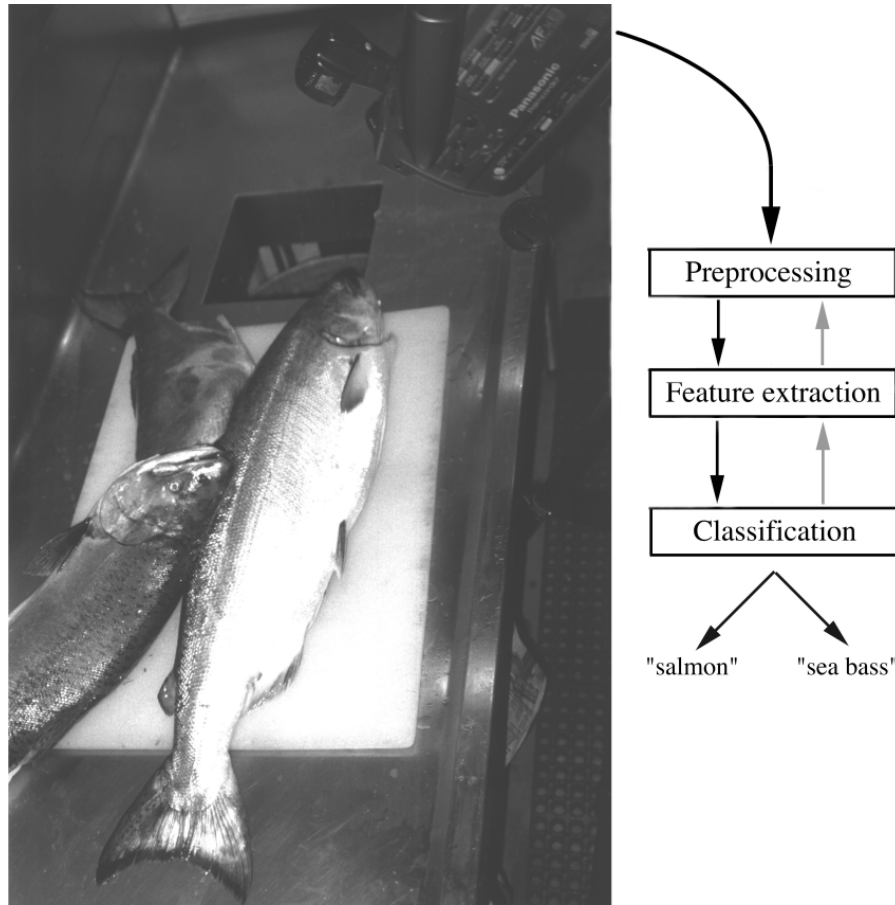 Panasonic
Preprocessing
Feature extraction
Classification
"salmon"
"sea bass"